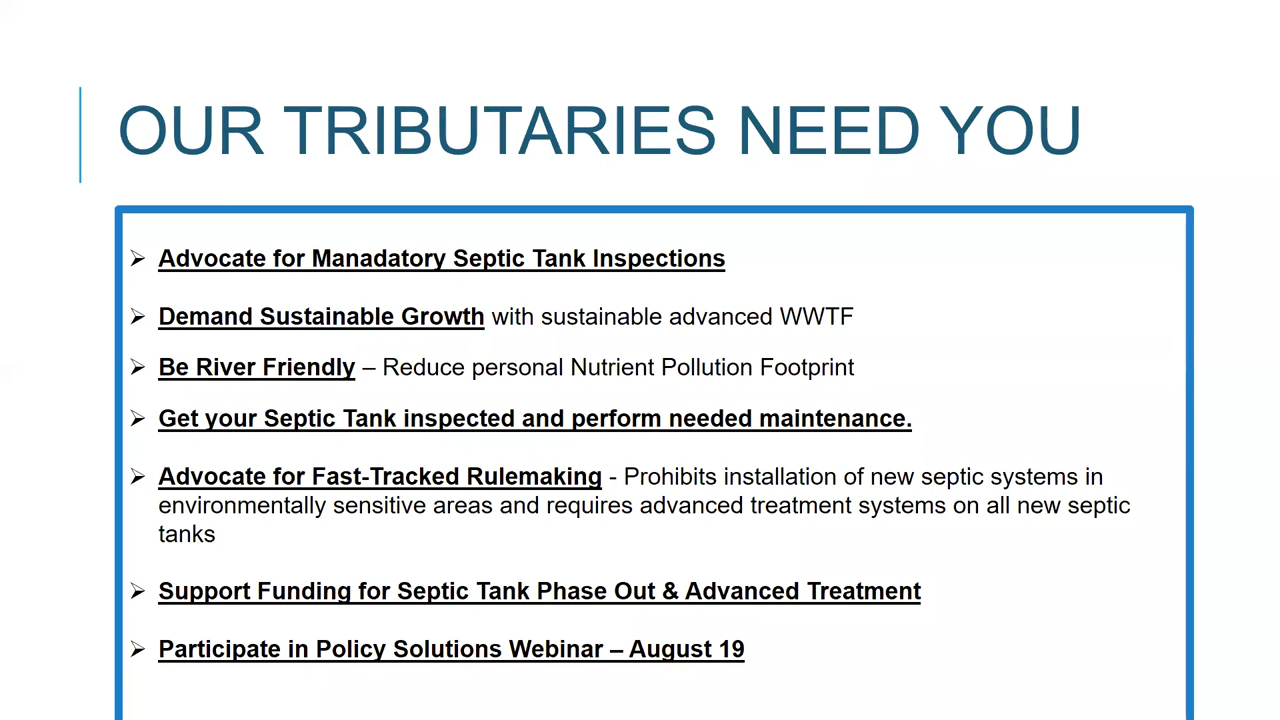 OUR TRIBUTARIES NEED YOU
➢ Advocate for Manadatory Septic Tank Inspections
➢ Demand Sustainable Growth with sustainable advanced WWTF
➢ Be River Friendly – Reduce personal Nutrient Pollution Footprint
➢ Get your Septic Tank inspected and perform needed maintenance.
➢ Advocate for Fast-Tracked Rulemaking - Prohibits installation of new septic systems in
environmentally sensitive areas and requires advanced treatment systems on all new septic
tanks
➢ Support Funding for Septic Tank Phase Out & Advanced Treatment
➢ Participate in Policy Solutions Webinar – August 19